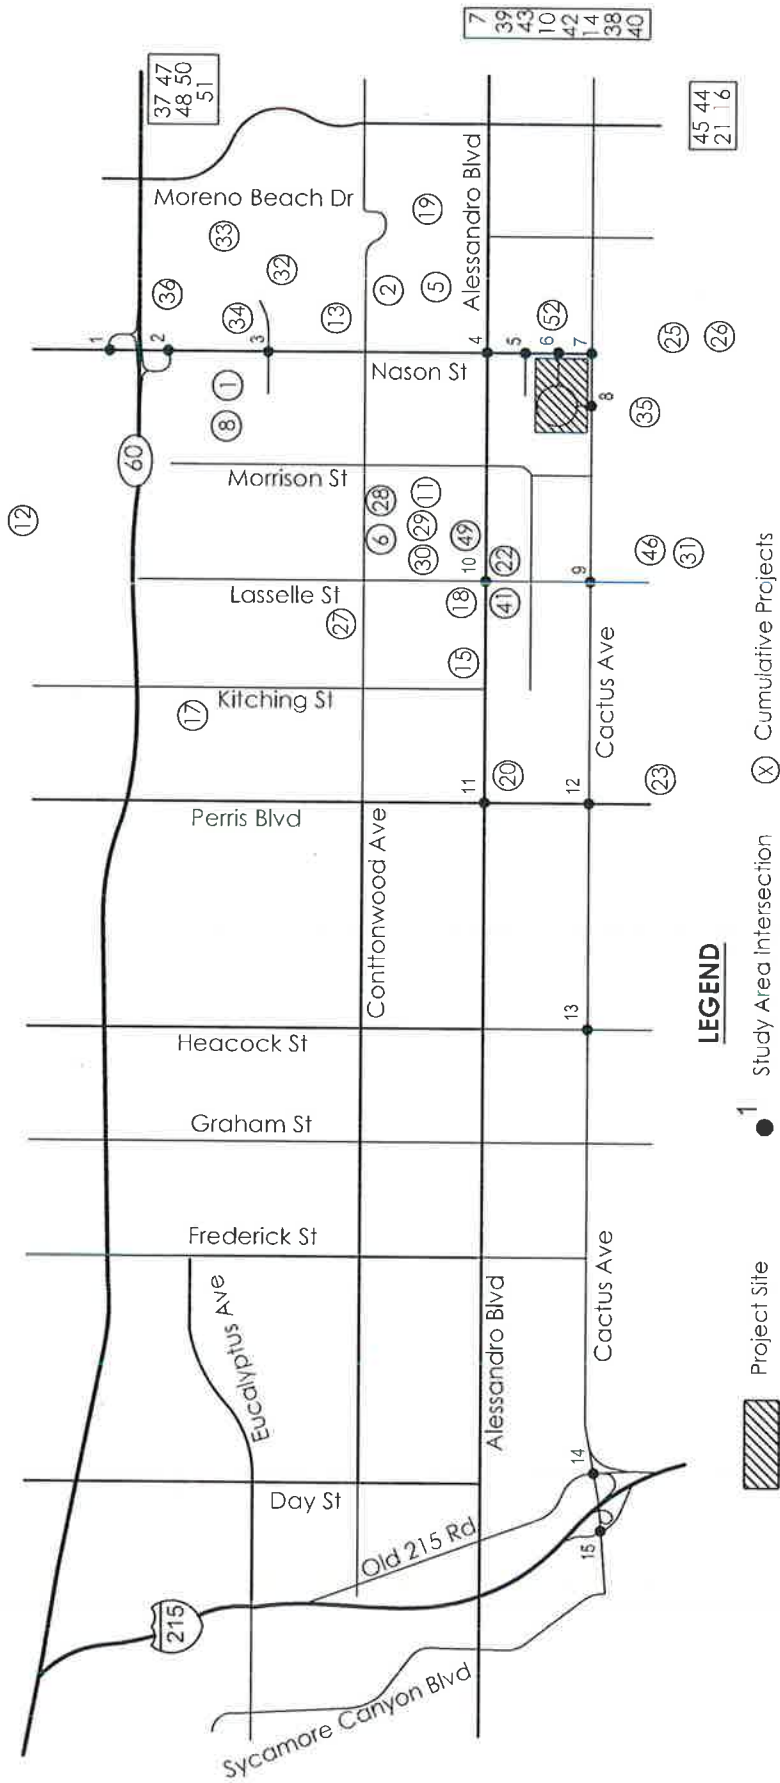 7
39
43
10
42
14
38
40
37 47
48 50
51
45 44
21 16
Moreno Beach Dr
Alessandro Blvd
19
33
32
36
2
5
34
13
52
25
26
1
2
3
4
5
6
7
8
Nason St
1
8
35
60
12
Morrison St
28
11
6
29
30
49
22
46
31
10
9
Lasselle St
18
41
27
15
Kitching St
17
Cactus Ave
11
20
12
23
Perris Blvd
Conttonwood Ave
13
Heacock St
Graham St
Frederick St
Eucalyptus Ave
Alessandro Blvd
Cactus Ave
14
15
Day St
Old 215 Rd
215
Sycamore Canyon Blvd
LEGEND
Project Site
1 Study Area Intersection
X Cumulative Projects